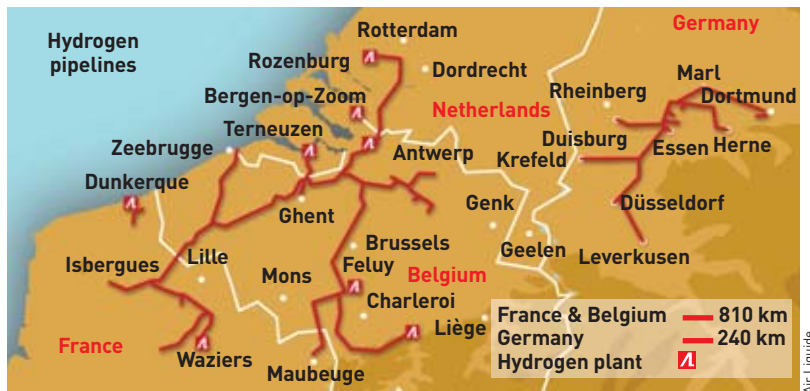 Hydrogen
pipelines
Germany
Rotterdam
Rozenburg
Dordrecht
Marl
Rheinberg
Dortmund
Bergen-op-Zoom
Netherlands
Terneuzen
Duisburg
Zeebrugge
Antwerp
Krefeld
Essen
Herne
Dunkerque
Ghent
Genk
Düsseldorf
Brussels
Geelen
Leverkusen
Isbergues
Lille
Mons
Feluy
Belgium
Charleroi
Liège
France
Waziers
Maubeuge
France & Belgium 810 km
Germany 240 km
Hydrogen plant
Air Liquide